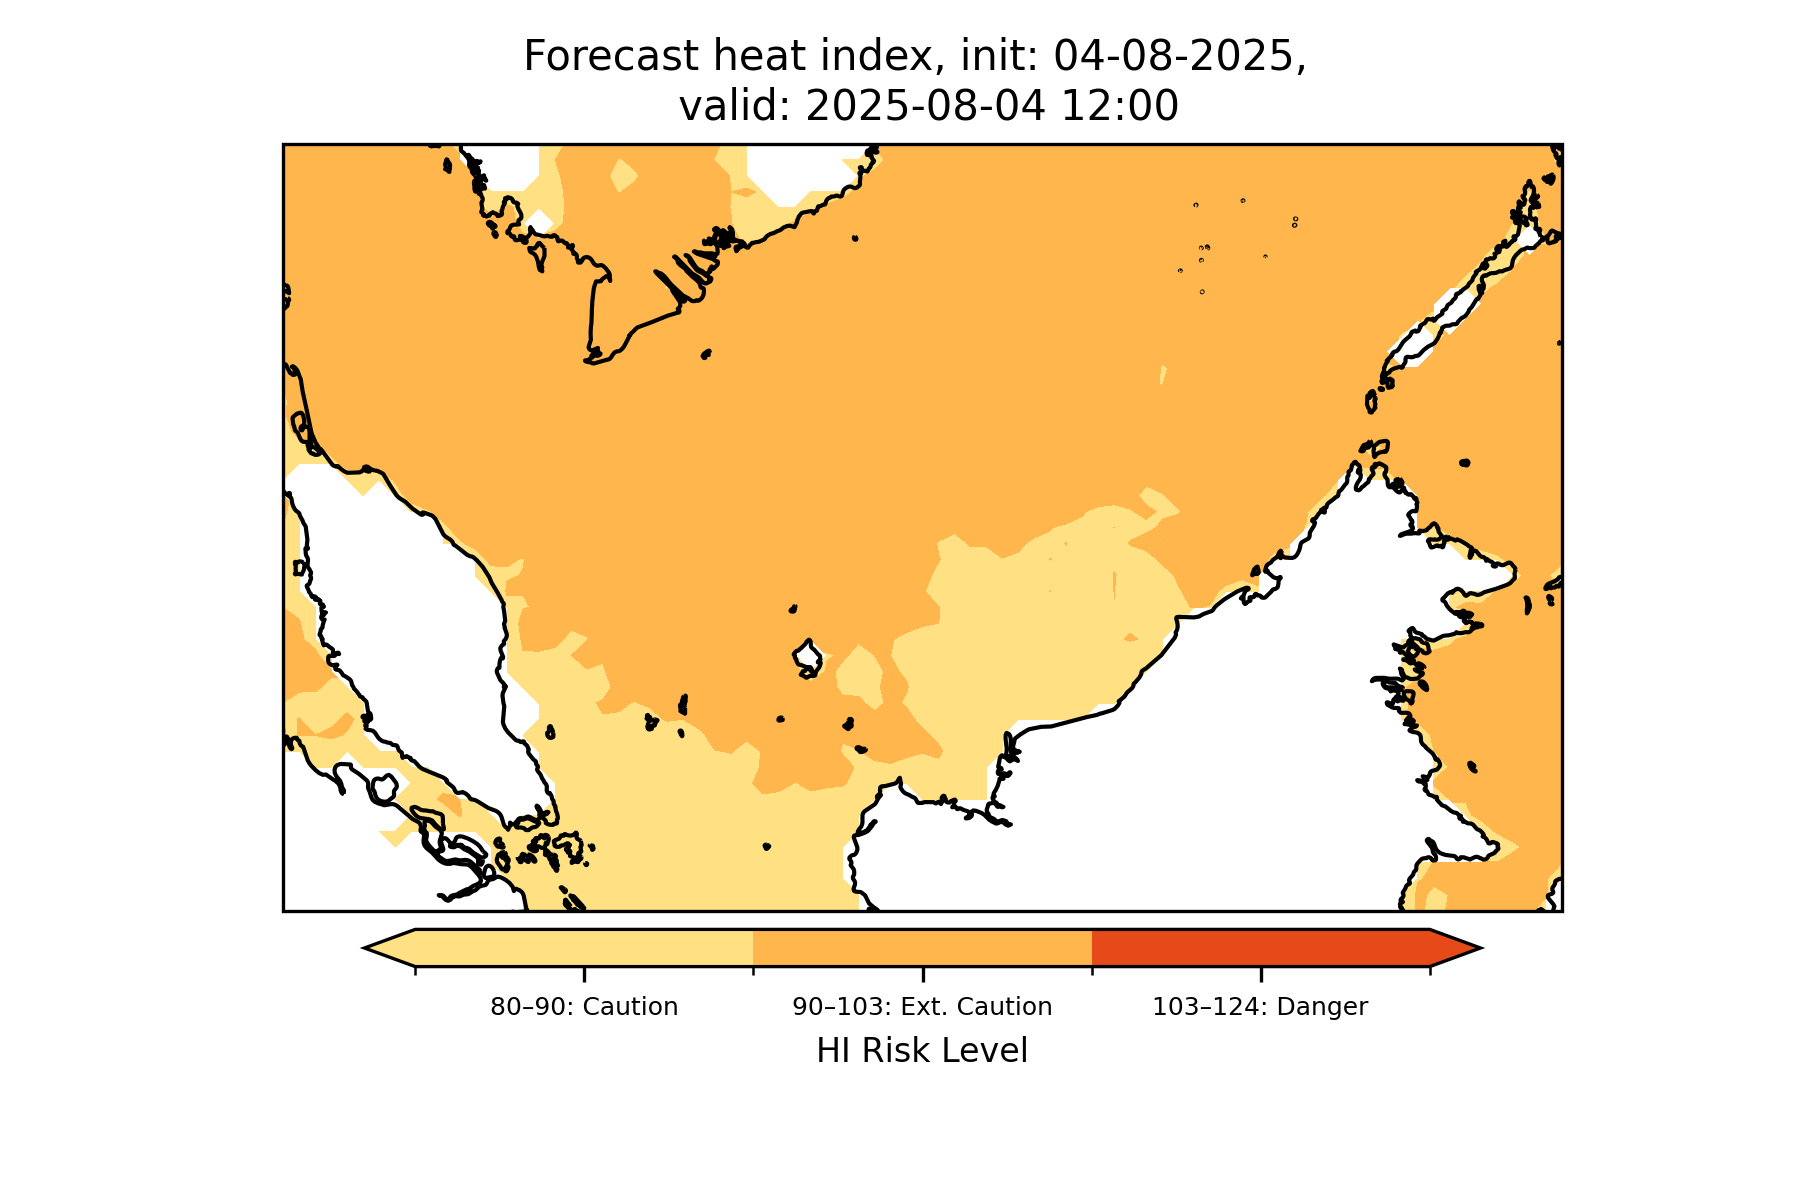 Forecast heat index, init: 04-08-2025,
valid: 2025-08-04 12:00
80–90: Caution
90–103: Ext. Caution
103–124: Danger
HI Risk Level